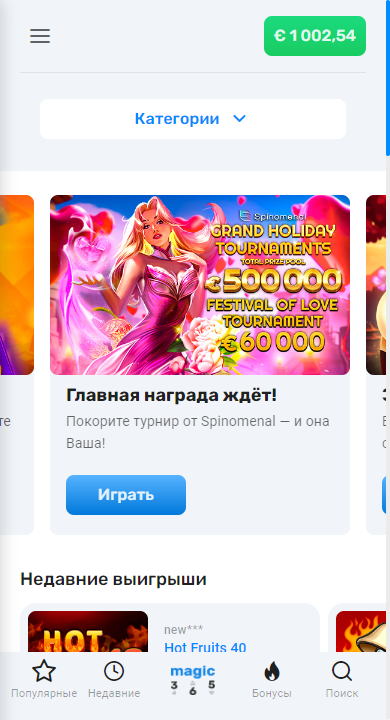 € 1 002,54
Категории
Spinomenal
GRAND HOLIDAY
TOURNAMENTS
TOTAL PRIZE POOL
€500 000
FESTIVAL OF LOVE
TOURNAMENT
€60 000
Главная награда ждёт!
Покорите турнир от Spinomenal — и она
Ваша!
Играть
Недавние выигрыши
HOT
new***
Hot Fruits 40
magic
365
Популярные
Недавние
Бонусы
Поиск